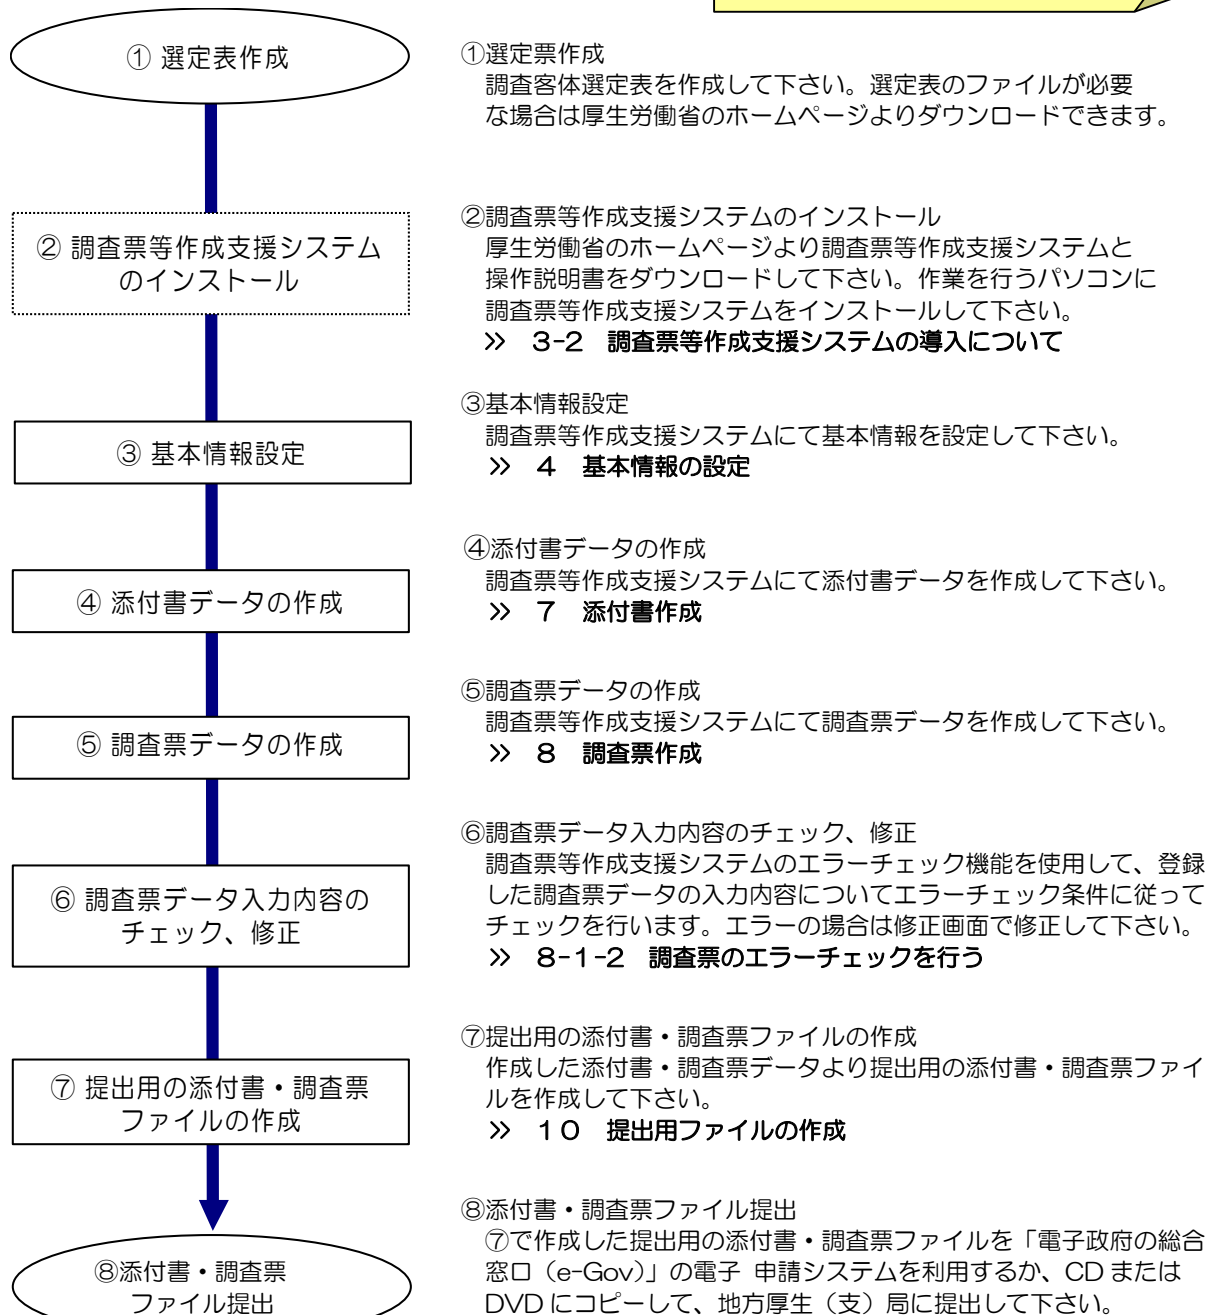 ① 選定表作成
①選定票作成
調査客体選定表を作成して下さい。選定表のファイルが必要
な場合は厚生労働省のホームページよりダウンロードできます。
② 調査票等作成支援システム
のインストール
②調査票等作成支援システムのインストール
厚生労働省のホームページより調査票等作成支援システムと
操作説明書をダウンロードして下さい。作業を行うパソコンに
調査票等作成支援システムをインストールして下さい。
≫ 3-2 調査票等作成支援システムの導入について
③ 基本情報設定
③基本情報設定
調査票等作成支援システムにて基本情報を設定して下さい。
≫ 4 基本情報の設定
④ 添付書データの作成
④添付書データの作成
調査票等作成支援システムにて添付書データを作成して下さい。
≫ 7 添付書作成
⑤ 調査票データの作成
⑤調査票データの作成
調査票等作成支援システムにて調査票データを作成して下さい。
≫ 8 調査票作成
⑥ 調査票データ入力内容の
チェック、修正
⑥調査票データ入力内容のチェック、修正
調査票等作成支援システムのエラーチェック機能を使用して、登録
した調査票データの入力内容についてエラーチェック条件に従って
チェックを行います。エラーの場合は修正画面で修正して下さい。
≫ 8-1-2 調査票のエラーチェックを行う
⑦ 提出用の添付書・調査票
ファイルの作成
⑦提出用の添付書・調査票ファイルの作成
作成した添付書・調査票データより提出用の添付書・調査票ファイ
ルを作成して下さい。
≫ 10 提出用ファイルの作成
⑧添付書・調査票
ファイル提出
⑧添付書・調査票ファイル提出
⑦で作成した提出用の添付書・調査票ファイルを「電子政府の総合
窓口（e-Gov）」の電子 申請システムを利用するか、CD または
DVD にコピーして、地方厚生（支）局に提出して下さい。